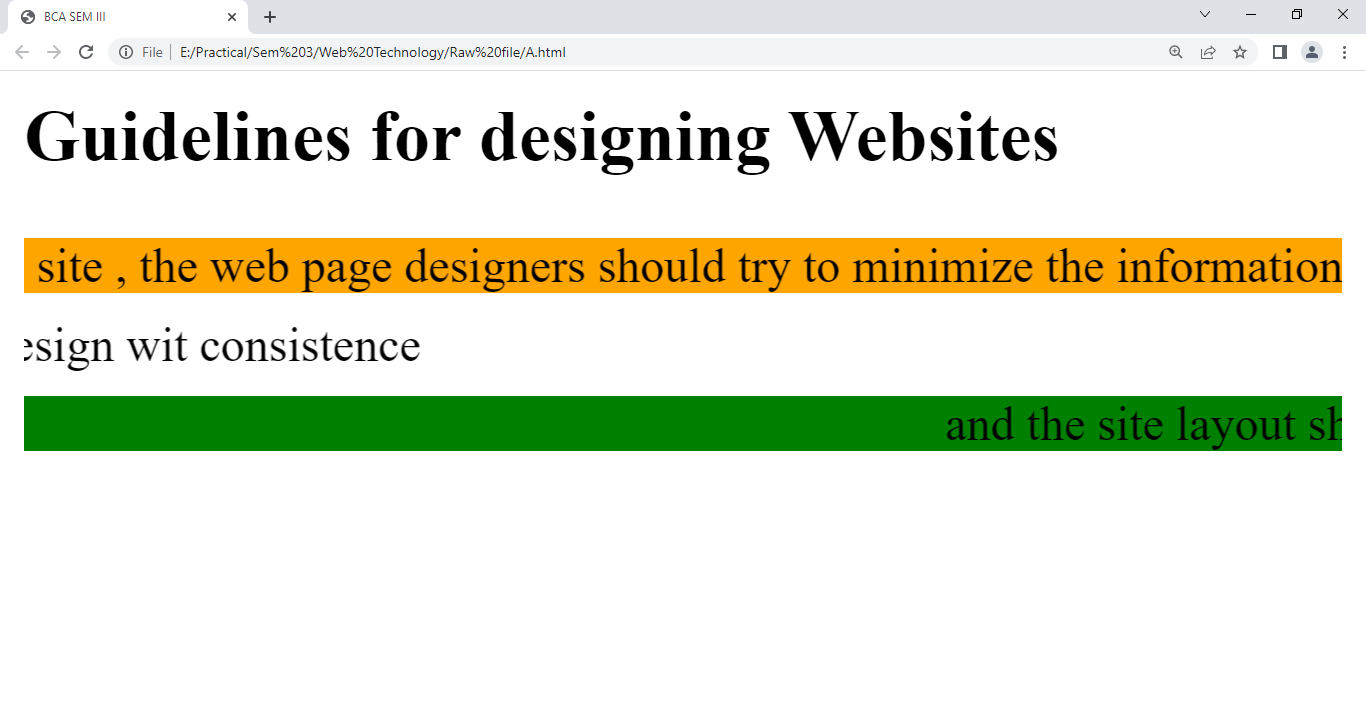 BCA SEM III
File
E:/Practical/Sem%203/Web%20Technology/Raw%20file/A.html
Guidelines for designing Websites
site , the web page designers should try to minimize the information
esign wit consistence
and the site layout sh